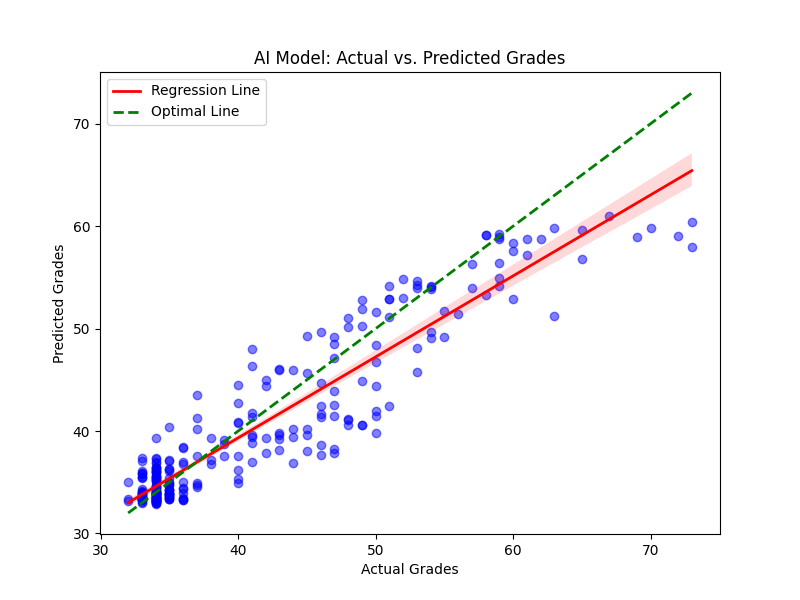 AI Model: Actual vs. Predicted Grades
Regression Line
Optimal Line
70
60
50
40
30
Predicted Grades
30 40 50 60 70
Actual Grades